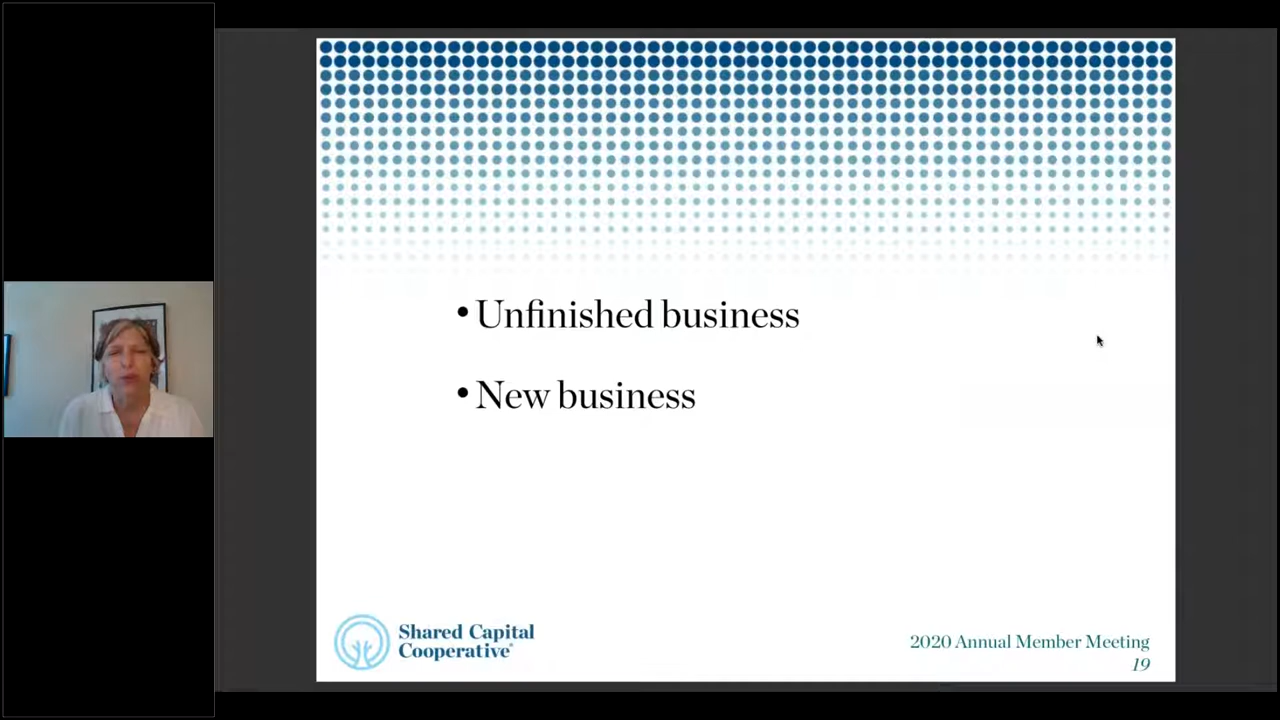 • Unfinished business
• New business
Shared Capital
Cooperative®
2020 Annual Member Meeting
19